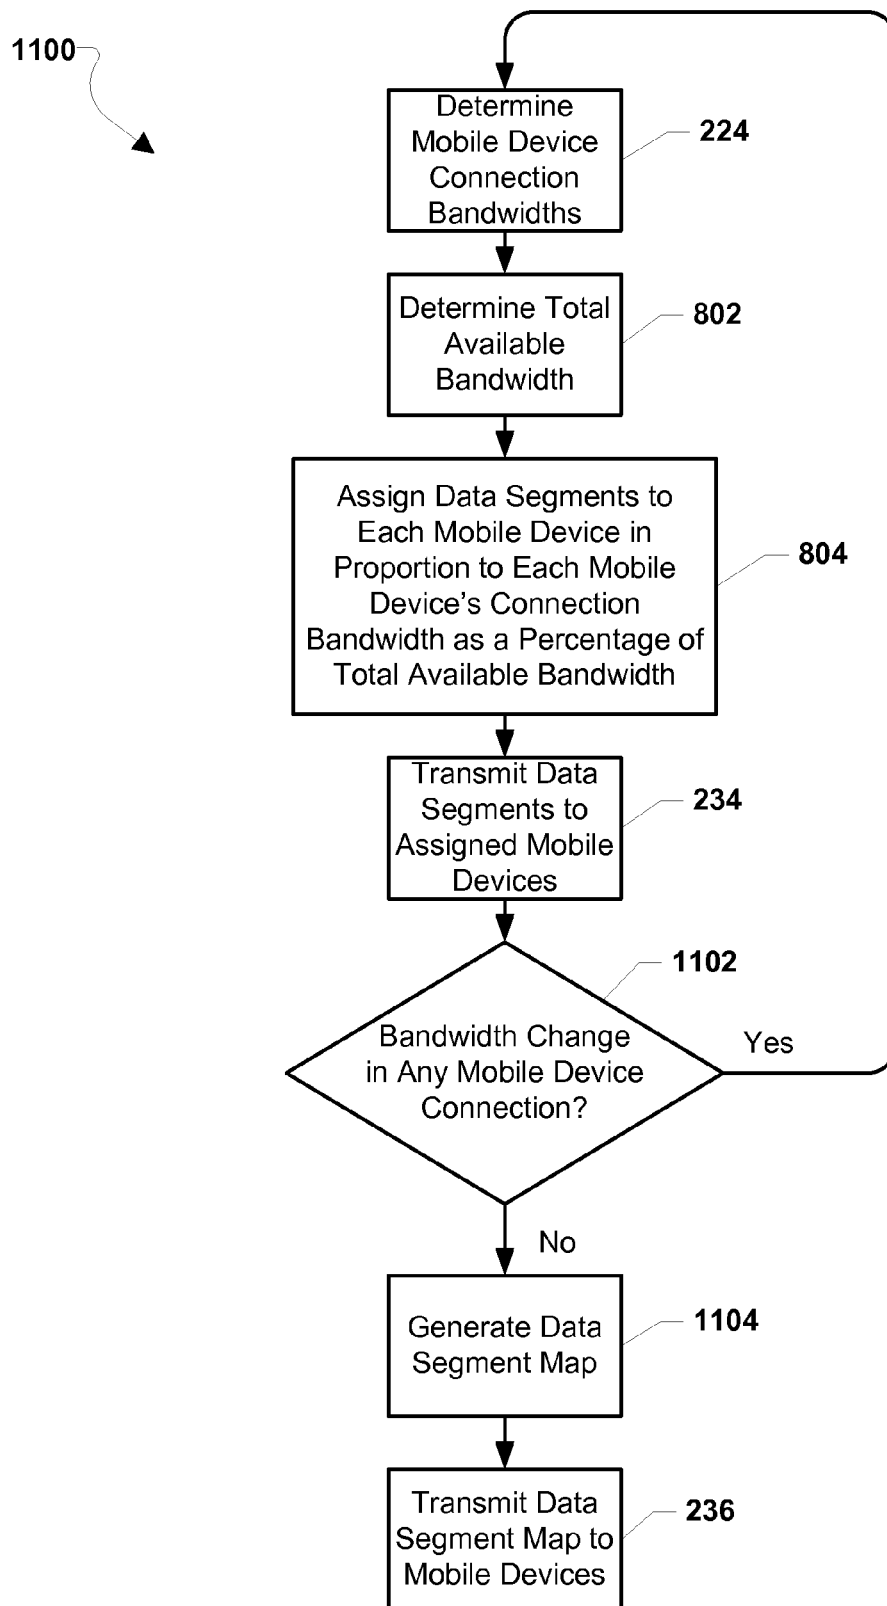 1100
Determine
Mobile Device
Connection
Bandwidths
224
Determine Total
Available
Bandwidth
802
Assign Data Segments to
Each Mobile Device in
Proportion to Each Mobile
Device's Connection
Bandwidth as a Percentage of
Total Available Bandwidth
804
Transmit Data
Segments to
Assigned Mobile
Devices
234
Bandwidth Change
in Any Mobile Device
Connection?
1102
Yes
No
Generate Data
Segment Map
1104
Transmit Data
Segment Map to
Mobile Devices
236